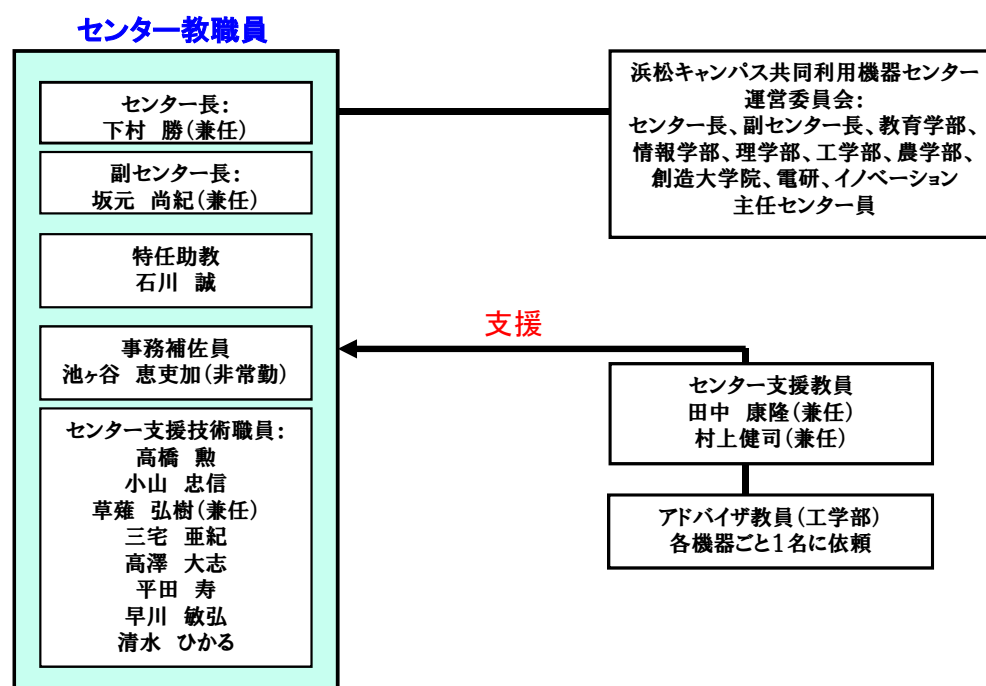 センター教職員
センター長:
下村 勝(兼任)
副センター長:
坂元 尚紀(兼任)
特任助教
石川 誠
事務補佐員
池ヶ谷 恵吏加(非常勤)
センター支援技術職員:
高橋 勲
小山 忠信
草薙 弘樹(兼任)
三宅 亜紀
高澤 大志
平田 寿
早川 敏弘
清水 ひかる
浜松キャンパス共同利用機器センター
運営委員会:
センター長、副センター長、教育学部、
情報学部、理学部、工学部、農学部、
創造大学院、電研、イノベーション
主任センター員
支援
センター支援教員
田中 康隆(兼任)
村上健司(兼任)
アドバイザ教員(工学部)
各機器ごと1名に依頼